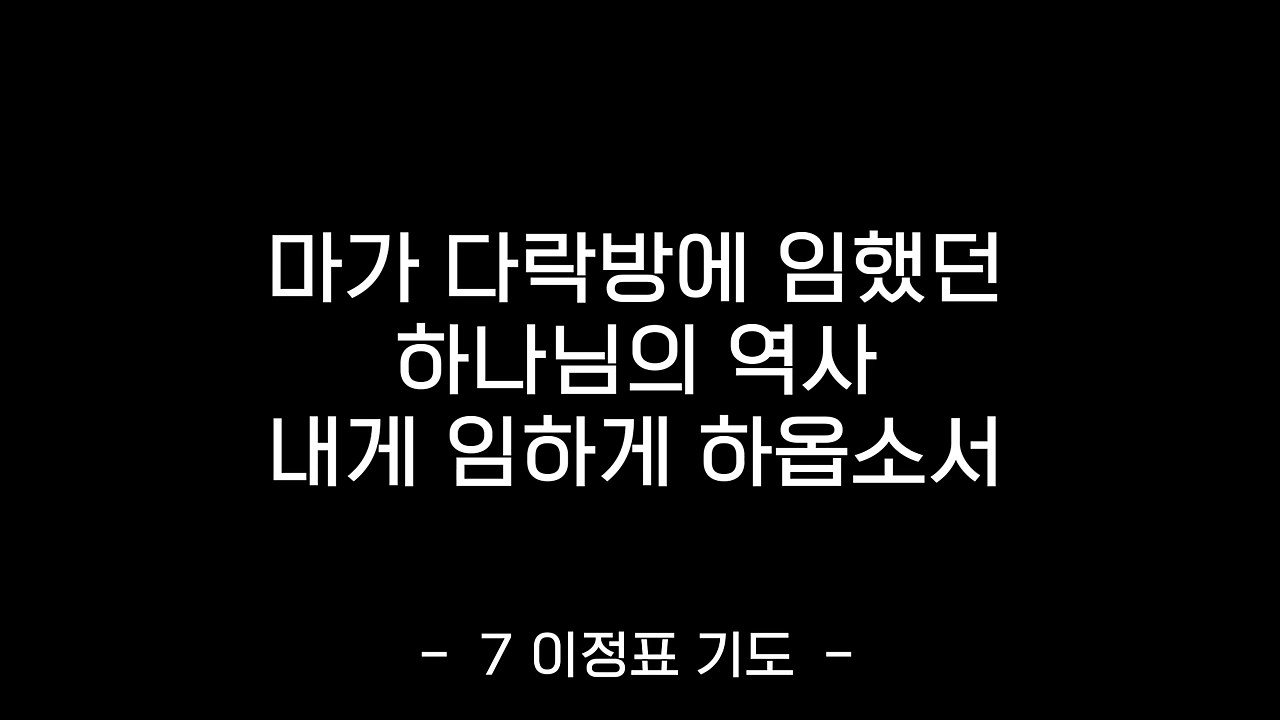 마가 다락방에 임했던
하나님의 역사
내게 임하게 하옵소서
- 7 이정표 기도 -